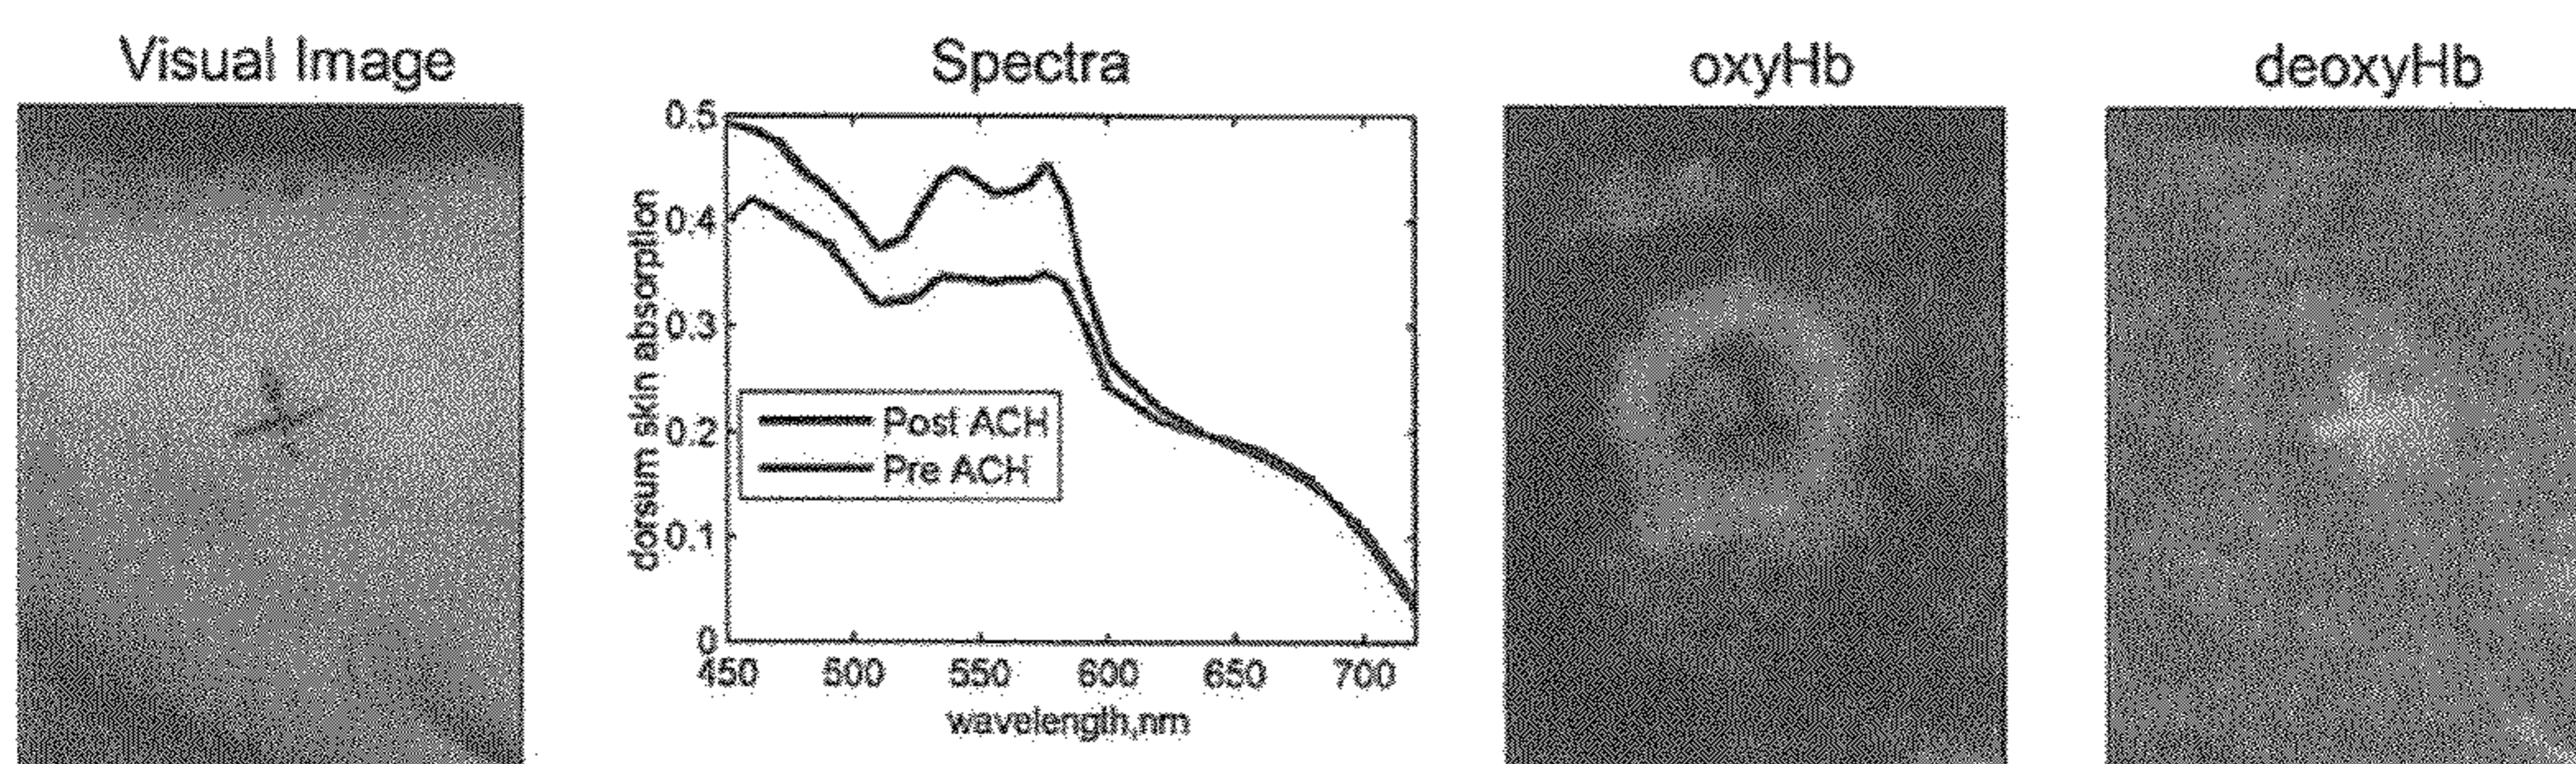 Visual Image
Spectra
oxyHb
deoxyHb
dorsum skin absorption
0.5
0.4
0.3
0.2
0.1
0
Post ACH
Pre ACH
450 500 550 600 650 700
wavelength,nm